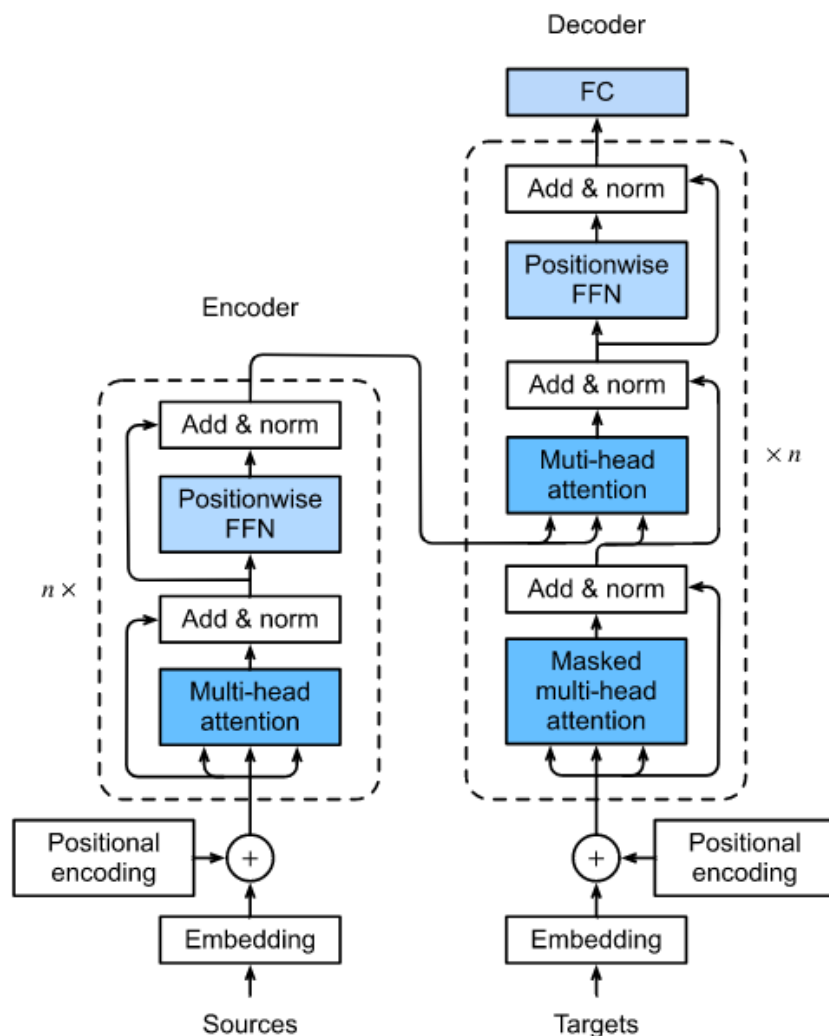 Decoder
FC
Add & norm
Positionwise
FFN
Add & norm
Muti-head
attention
× n
Add & norm
Masked
multi-head
attention
Positional
encoding
+
Embedding
Targets
Encoder
Add & norm
Positionwise
FFN
n ×
Add & norm
Multi-head
attention
Positional
encoding
+
Embedding
Sources